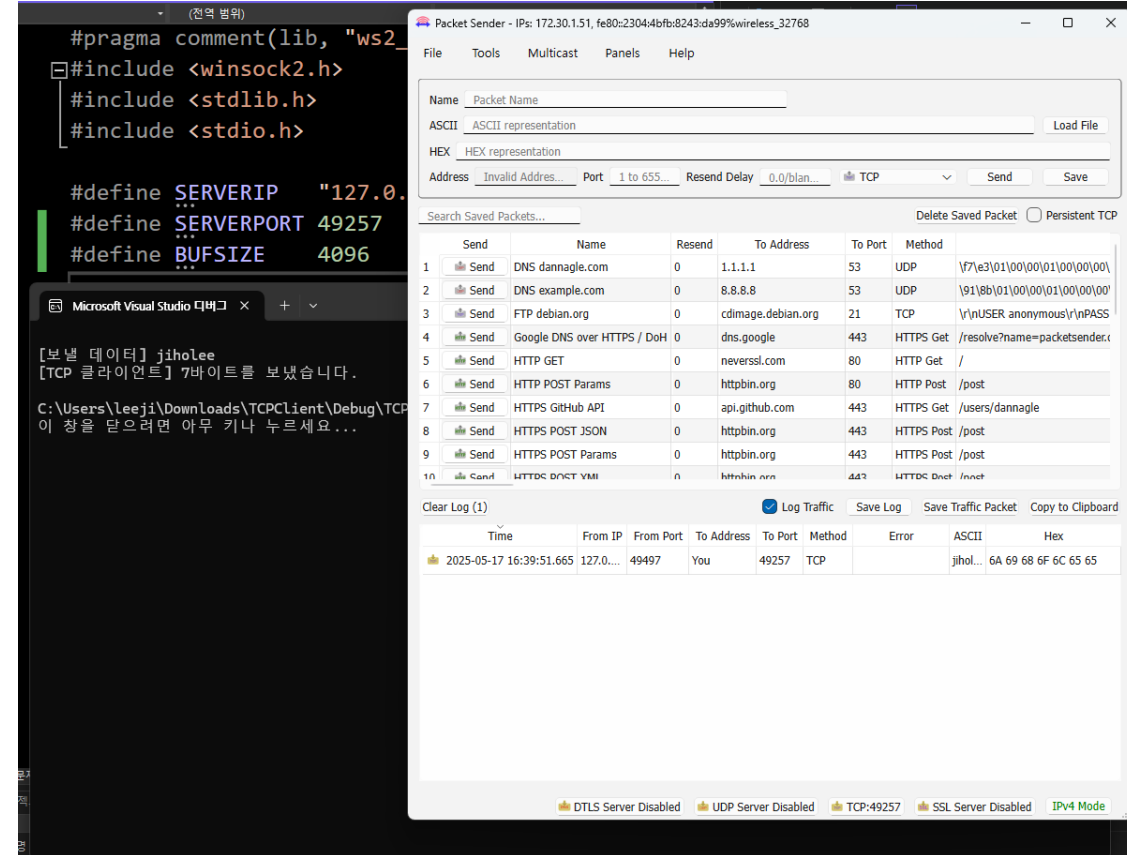 (전역 범위)
#pragma comment(lib, "ws2_
#include <winsock2.h>
#include <stdlib.h>
#include <stdio.h>
#define SERVERIP "127.0.
#define SERVERPORT 49257
#define BUFSIZE 4096
Microsoft Visual Studio 디버그
[보낼 데이터] jiholee
[TCP 클라이언트] 7바이트를 보냈습니다.
C:\Users\leeji\Downloads\TCPClient\Debug\TCP
이 창을 닫으려면 아무 키나 누르세요...
Packet Sender - IPs: 172.30.1.51, fe80::2304:4bfb:8243:da99%wireless_32768
File Tools Multicast Panels Help
Name Packet Name
ASCII ASCII representation Load File
HEX HEX representation
Address Invalid Addres... Port 1 to 655... Resend Delay 0.0/blan... TCP Send Save
Search Saved Packets... Delete Saved Packet Persistent TCP
Send Name Resend To Address To Port Method
1 Send DNS dannagle.com 0 1.1.1.1 53 UDP \f7\e3\01\00\00\01\00\00\00\
2 Send DNS example.com 0 8.8.8.8 53 UDP \91\8b\01\00\00\01\00\00\00\
3 Send FTP debian.org 0 cdimage.debian.org 21 TCP \r\nUSER anonymous\r\nPASS
4 Send Google DNS over HTTPS / DoH 0 dns.google 443 HTTPS Get /resolve?name=packetsender.c
5 Send HTTP GET 0 neverssl.com 80 HTTP Get /
6 Send HTTP POST Params 0 httpbin.org 80 HTTP Post /post
7 Send HTTPS GitHub API 0 api.github.com 443 HTTPS Get /users/dannagle
8 Send HTTPS POST JSON 0 httpbin.org 443 HTTPS Post /post
9 Send HTTPS POST Params 0 httpbin.org 443 HTTPS Post /post
10 Send HTTPS POST XML 0 httpbin.org 443 HTTPS Post /post
Clear Log (1) Log Traffic Save Log Save Traffic Packet Copy to Clipboard
Time From IP From Port To Address To Port Method Error ASCII Hex
2025-05-17 16:39:51.665 127.0.... 49497 You 49257 TCP jihol... 6A 69 68 6F 6C 65 65
DTLS Server Disabled UDP Server Disabled TCP:49257 SSL Server Disabled IPv4 Mode